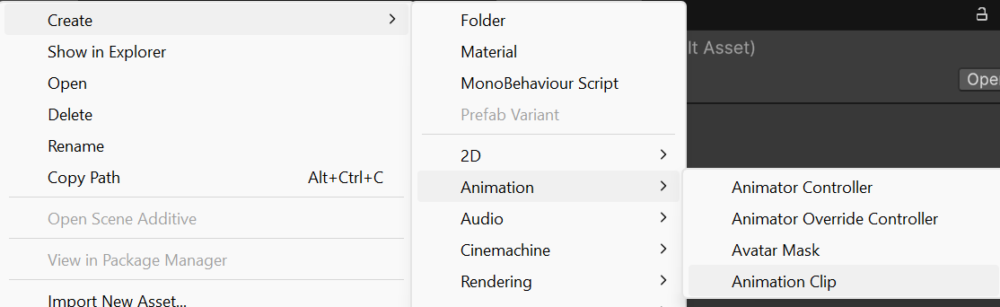 Create
Show in Explorer
Open
Delete
Rename
Copy Path Alt+Ctrl+C
Open Scene Additive
View in Package Manager
Import New Asset...
Folder
Material
MonoBehaviour Script
Prefab Variant
2D
Animation
Audio
Cinemachine
Rendering
Animator Controller
Animator Override Controller
Avatar Mask
Animation Clip
lt Asset)
Open